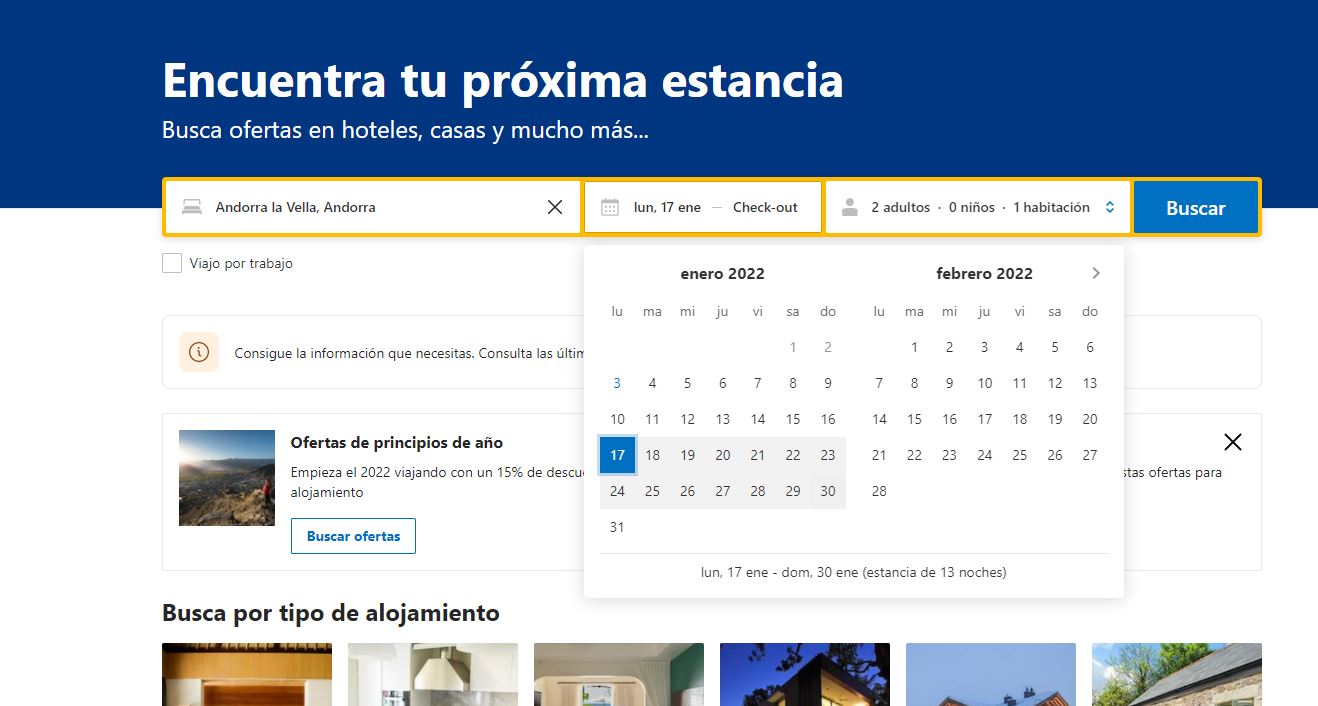 Encuentra tu próxima estancia
Busca ofertas en hoteles, casas y mucho más...
Andorra la Vella, Andorra
lun, 17 ene — Check-out
2 adultos · 0 niños · 1 habitación
Buscar
Viajo por trabajo
enero 2022
lu ma mi ju vi sa do
1 2
3 4 5 6 7 8 9
10 11 12 13 14 15 16
17 18 19 20 21 22 23
24 25 26 27 28 29 30
31
febrero 2022
lu ma mi ju vi sa do
1 2 3 4 5 6
7 8 9 10 11 12 13
14 15 16 17 18 19 20
21 22 23 24 25 26 27
28
lun, 17 ene - dom, 30 ene (estancia de 13 noches)
Consigue la información que necesitas. Consulta las
Ofertas de principios de año
Empieza el 2022 viajando con un 15% de
ofertas para
alojamiento
Buscar ofertas
Busca por tipo de alojamiento